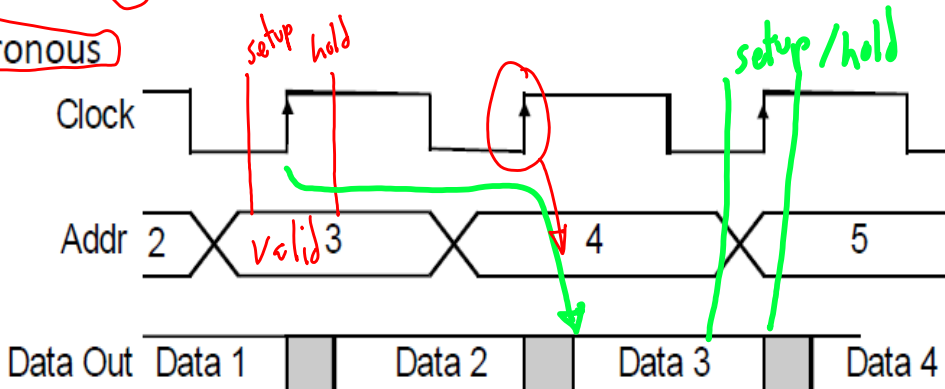 ronous
setup hold
setup/hold
Clock
Addr 2 valid 3 4 5
Data Out Data 1 Data 2 Data 3 Data 4